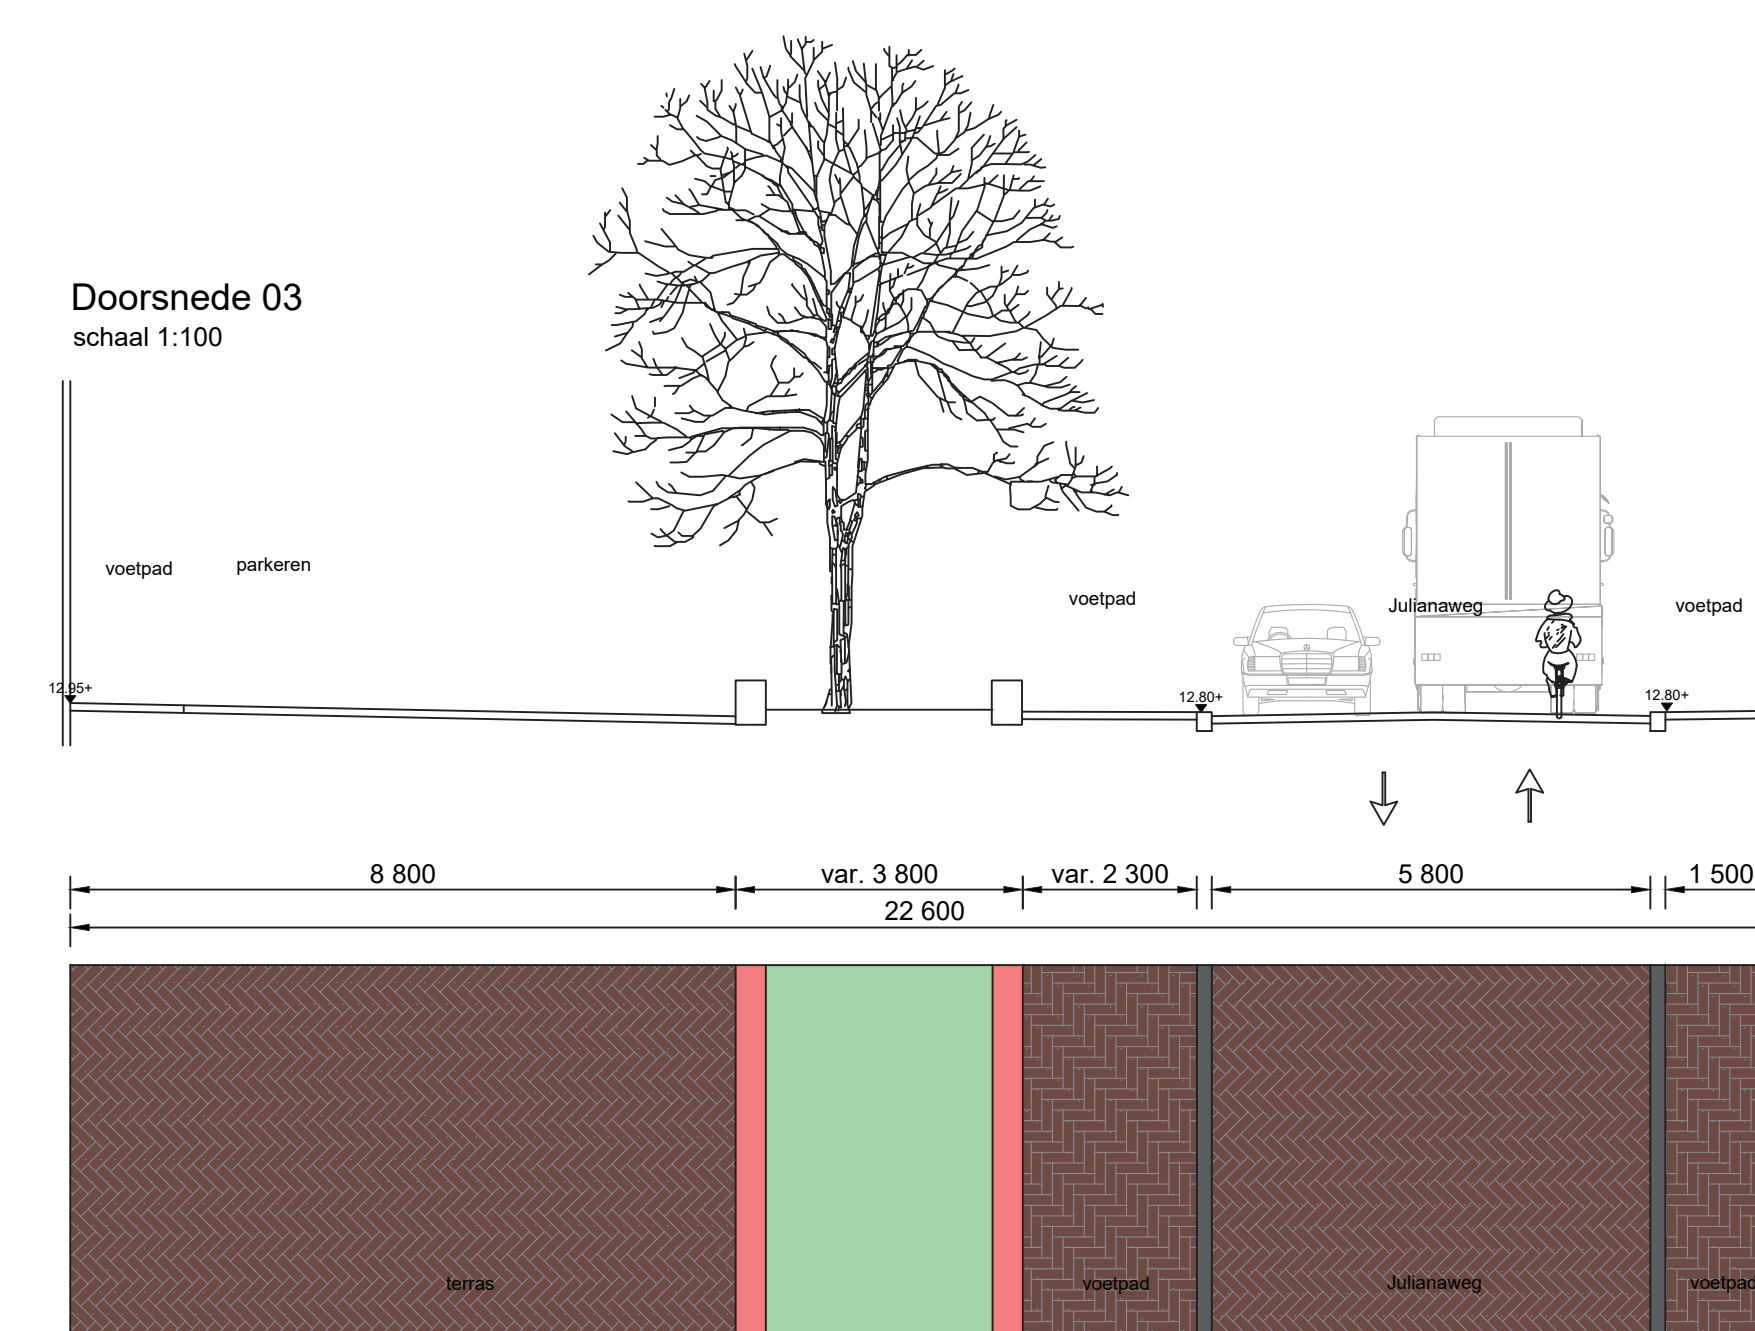 Doorsnede 03
schaal 1:100
voetpad
parkeren
voetpad
Julianaweg
voetpad
12.95+
12.80+
12.80+
8 800
var. 3 800
var. 2 300
5 800
1 500
22 600
terras
voetpad
Julianaweg
voetpad